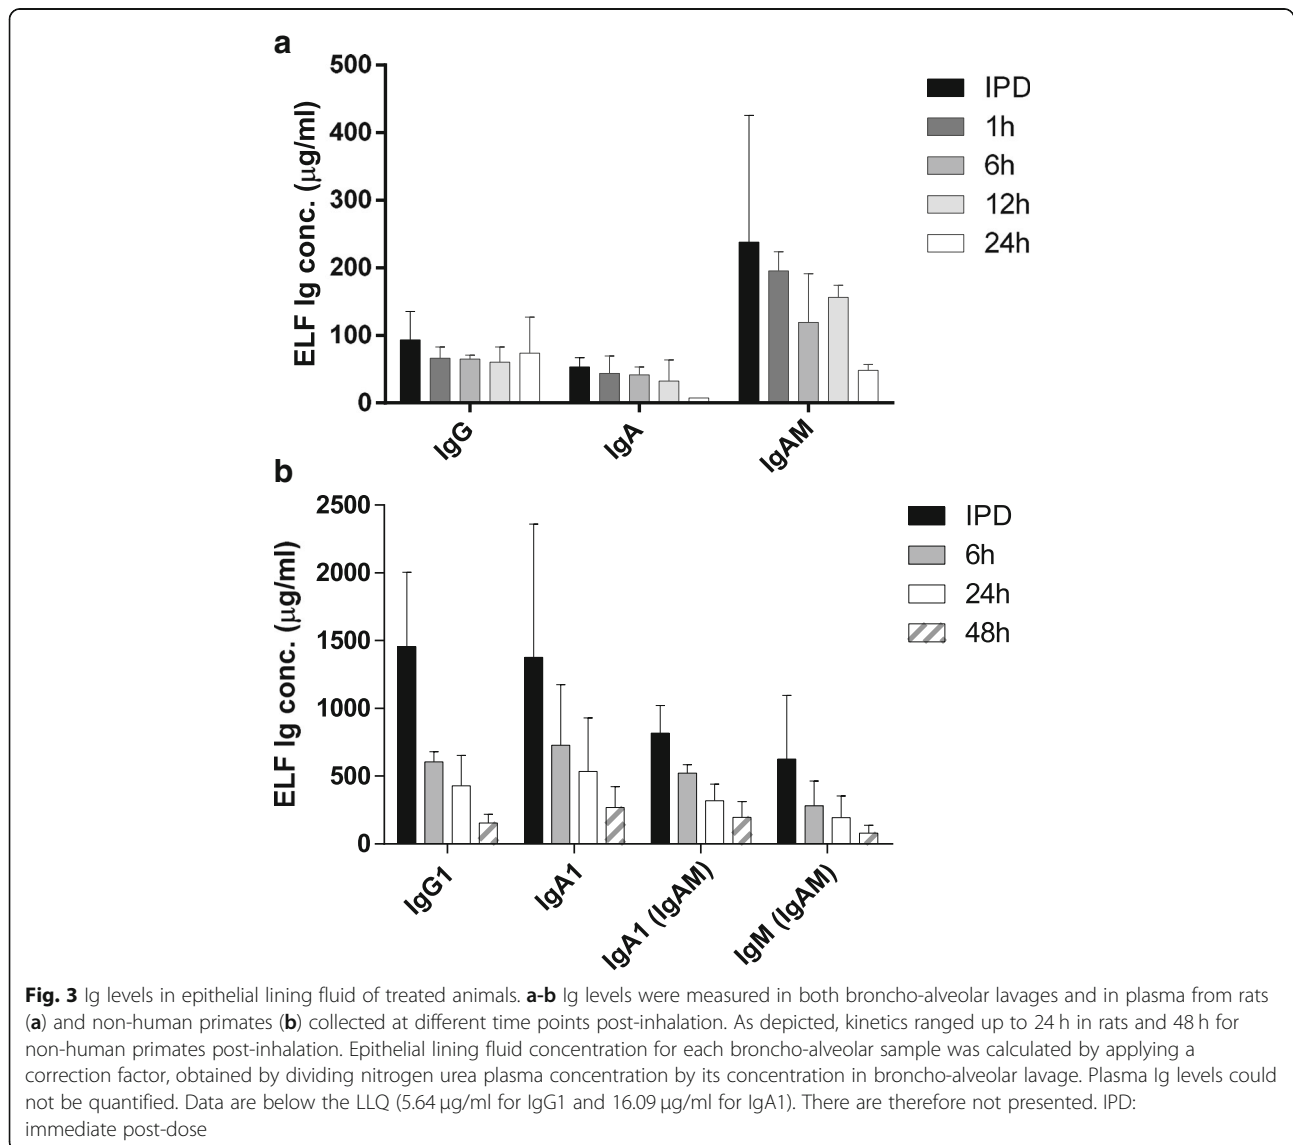 a
500
400
300
200
100
0
ELF Ig conc. (µg/ml)
IgG
IgA
IgAM
IPD
1h
6h
12h
24h
b
2500
2000
1500
1000
500
0
ELF Ig conc. (µg/ml)
IgG1
IgA1
IgA1 (IgAM)
IgM (IgAM)
IPD
6h
24h
48h
Fig. 3 Ig levels in epithelial lining fluid of treated animals. a-b Ig levels were measured in both broncho-alveolar lavages and in plasma from rats
(a) and non-human primates (b) collected at different time points post-inhalation. As depicted, kinetics ranged up to 24 h in rats and 48 h for
non-human primates post-inhalation. Epithelial lining fluid concentration for each broncho-alveolar sample was calculated by applying a
correction factor, obtained by dividing nitrogen urea plasma concentration by its concentration in broncho-alveolar lavage. Plasma Ig levels could
not be quantified. Data are below the LLQ (5.64 µg/ml for IgG1 and 16.09 µg/ml for IgA1). There are therefore not presented. IPD:
immediate post-dose